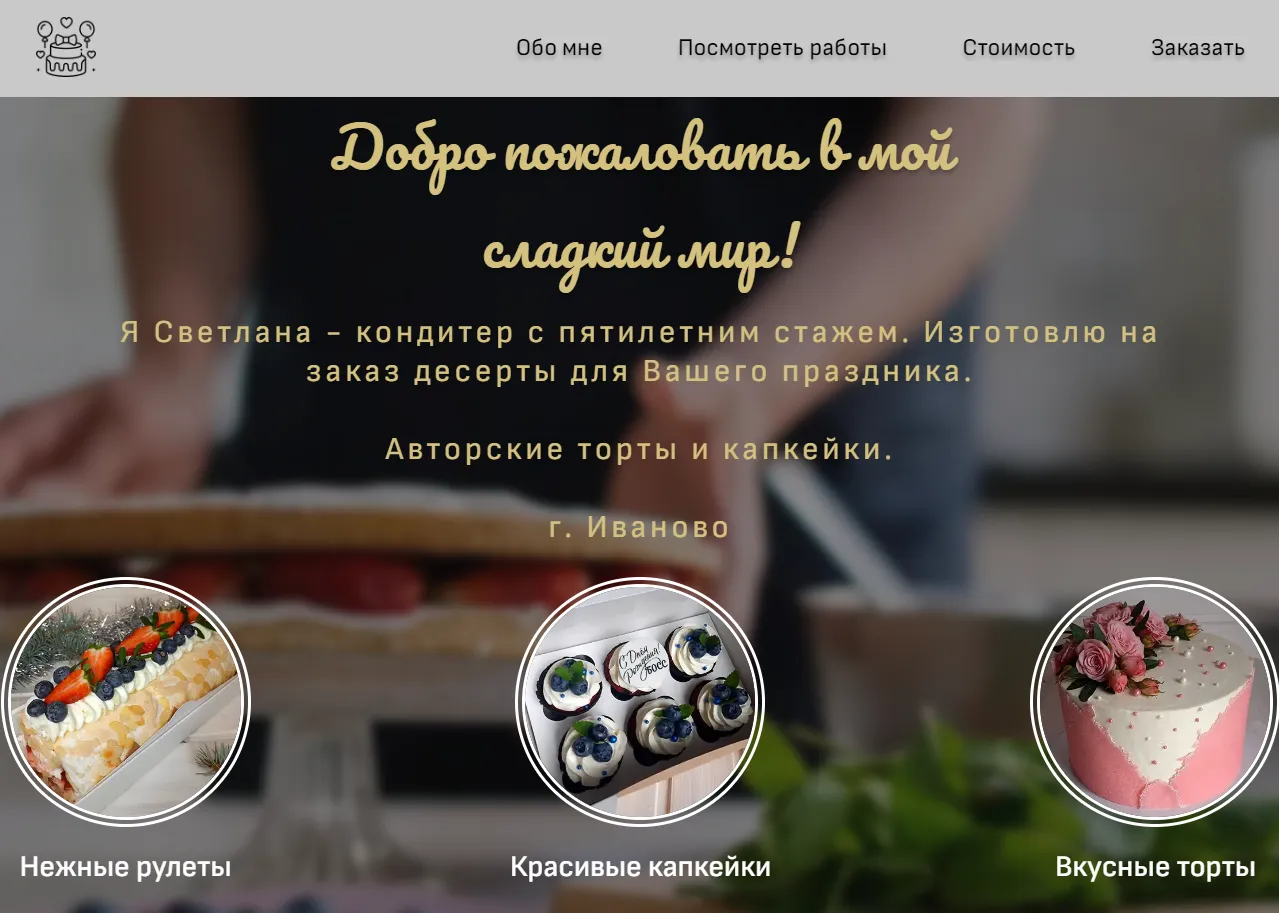 Обо мне
Посмотреть работы
Стоимость
Заказать
Добро пожаловать в мой
сладкий мир!
Я Светлана – кондитер с пятилетним стажем. Изготовлю на
заказ десерты для Вашего праздника.
Авторские торты и капкейки.
г. Иваново
С Днём
Рождения!
Босс
Нежные рулеты
Красивые капкейки
Вкусные торты